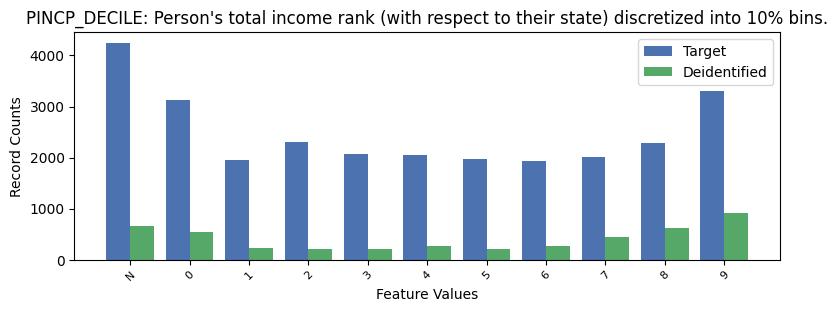 PINCP_DECILE: Person's total income rank (with respect to their state) discretized into 10% bins.
Target
Deidentified
Record Counts
4000
3000
2000
1000
0
N 0 1 2 3 4 5 6 7 8 9
Feature Values